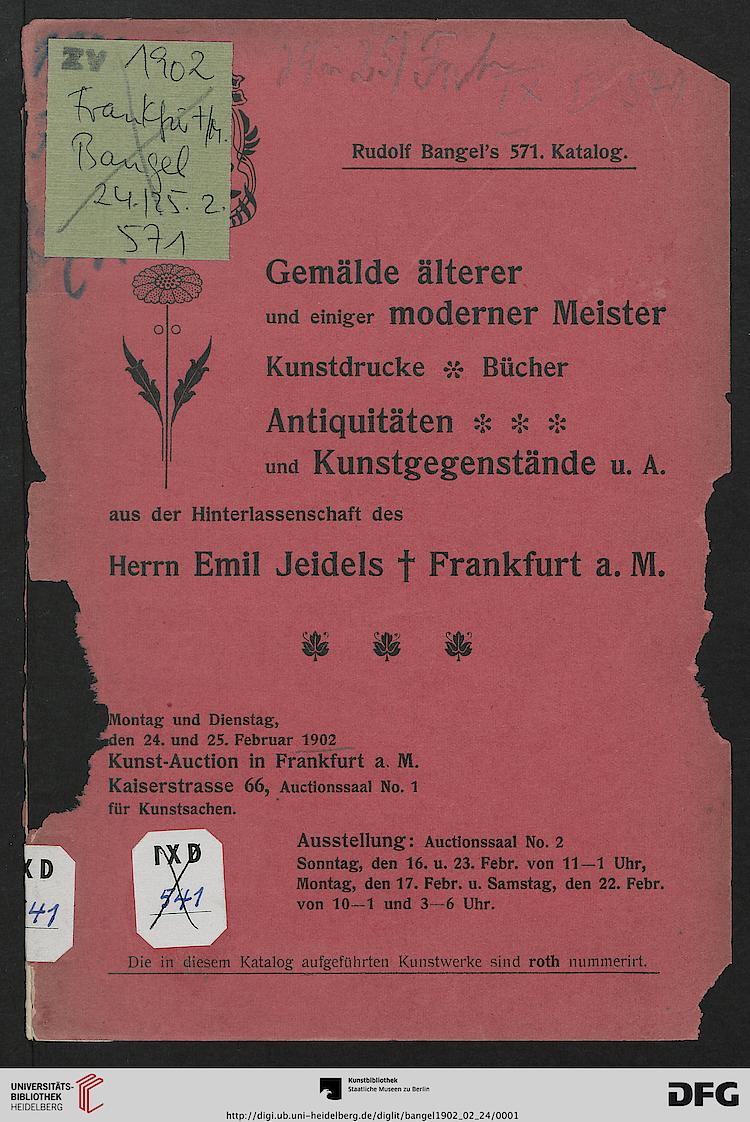 ZV 1902
Frankfurt/M.
Bangel
24./25. 2.
571
Rudolf Bangel's 571. Katalog.
Gemälde älterer
und einiger moderner Meister
Kunstdrucke * Bücher
Antiquitäten * * *
und Kunstgegenstände u. A.
aus der Hinterlassenschaft des
Herrn Emil Jeidels † Frankfurt a. M.
Montag und Dienstag,
den 24. und 25. Februar 1902
Kunst-Auction in Frankfurt a. M.
Kaiserstrasse 66, Auctionssaal No. 1
für Kunstsachen.
Ausstellung: Auctionssaal No. 2
Sonntag, den 16. u. 23. Febr. von 11—1 Uhr,
Montag, den 17. Febr. u. Samstag, den 22. Febr.
von 10—1 und 3—6 Uhr.
X D
41
IXD
541
Die in diesem Katalog aufgeführten Kunstwerke sind roth nummerirt.
UNIVERSITÄTS-
BIBLIOTHEK
HEIDELBERG
Kunstbibliothek
Staatliche Museen zu Berlin
DFG
http://digi.ub.uni-heidelberg.de/diglit/bangel1902_02_24/0001